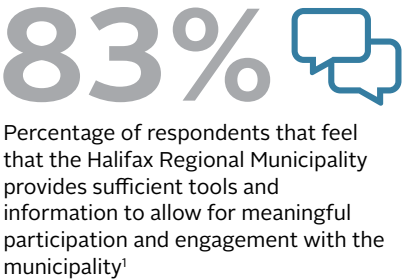 83%
Percentage of respondents that feel
that the Halifax Regional Municipality
provides sufficient tools and
information to allow for meaningful
participation and engagement with the
municipality¹